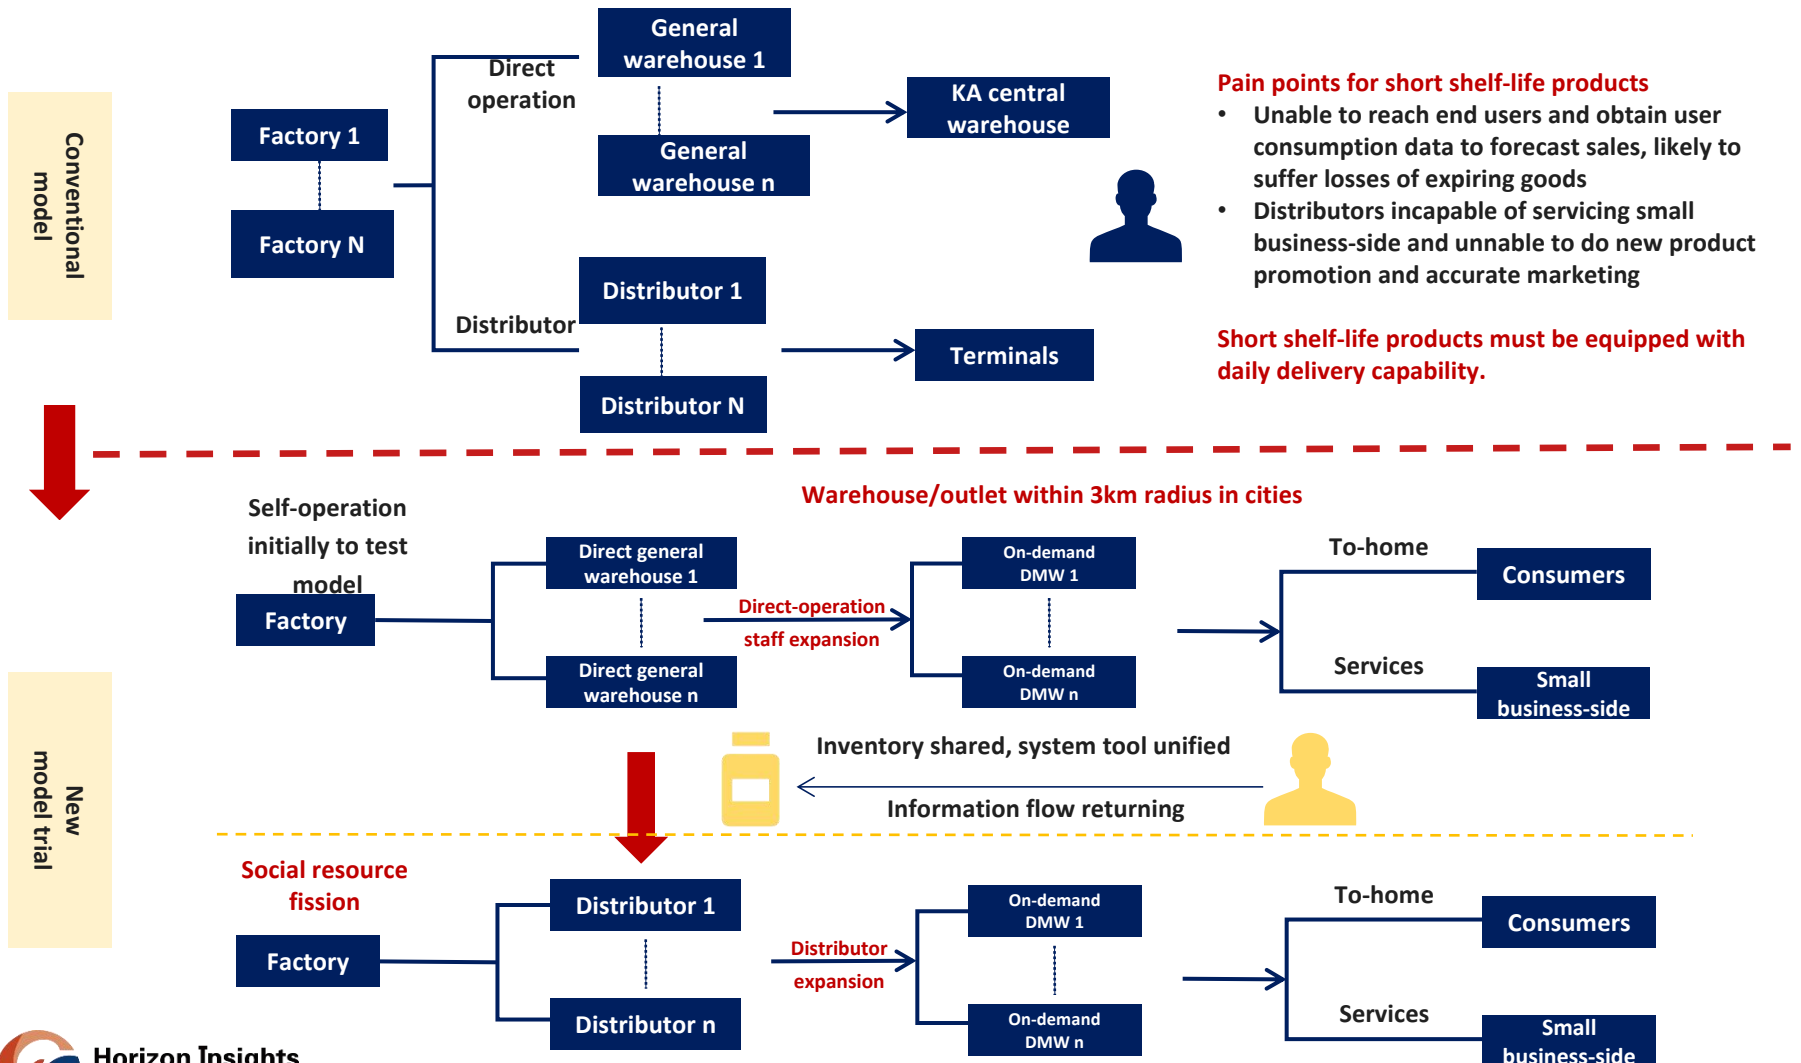 Conventional
model
Factory 1
Factory N
Direct
operation
General
warehouse 1
General
warehouse n
KA central
warehouse
Distributor
Distributor 1
Distributor N
Terminals
Pain points for short shelf-life products
• Unable to reach end users and obtain user
consumption data to forecast sales, likely to
suffer losses of expiring goods
• Distributors incapable of servicing small
business-side and unnable to do new product
promotion and accurate marketing
Short shelf-life products must be equipped with
daily delivery capability.
New
model trial
Warehouse/outlet within 3km radius in cities
Self-operation
initially to test
model
Factory
Direct general
warehouse 1
Direct general
warehouse n
Direct-operation
staff expansion
On-demand
DMW 1
On-demand
DMW n
To-home
Consumers
Services
Small
business-side
Inventory shared, system tool unified
Information flow returning
Social resource
fission
Factory
Distributor 1
Distributor n
Distributor
expansion
On-demand
DMW 1
On-demand
DMW n
To-home
Consumers
Services
Small
business-side
Horizon Insights